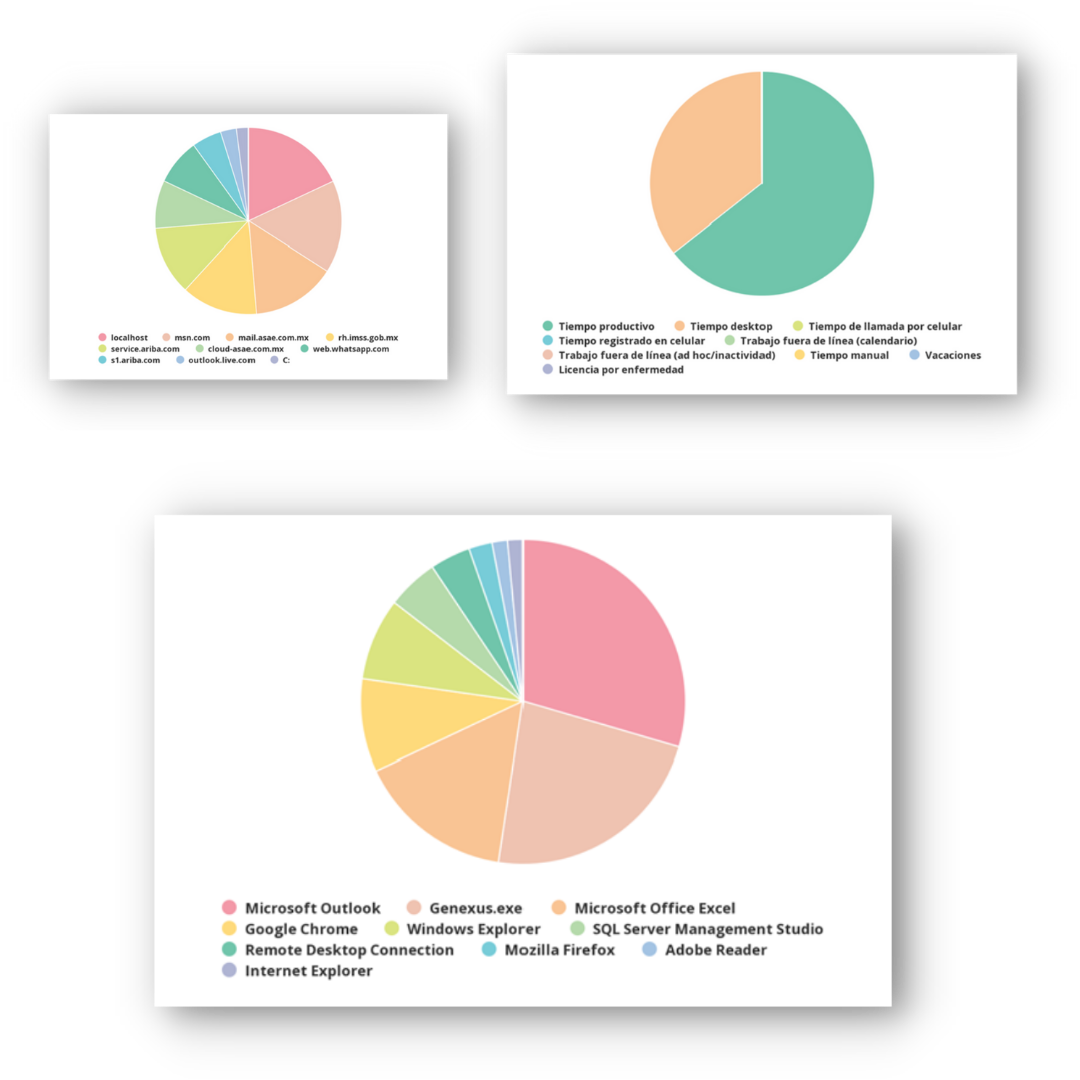 localhost msn.com mail.asae.com.mx rh.imss.gob.mx
service.ariba.com cloud-asae.com.mx web.whatsapp.com
s1.ariba.com outlook.live.com C:
Tiempo productivo Tiempo desktop Tiempo de llamada por celular
Tiempo registrado en celular Trabajo fuera de línea (calendario)
Trabajo fuera de línea (ad hoc/inactividad) Tiempo manual Vacaciones
Licencia por enfermedad
Microsoft Outlook Genexus.exe Microsoft Office Excel
Google Chrome Windows Explorer SQL Server Management Studio
Remote Desktop Connection Mozilla Firefox Adobe Reader
Internet Explorer